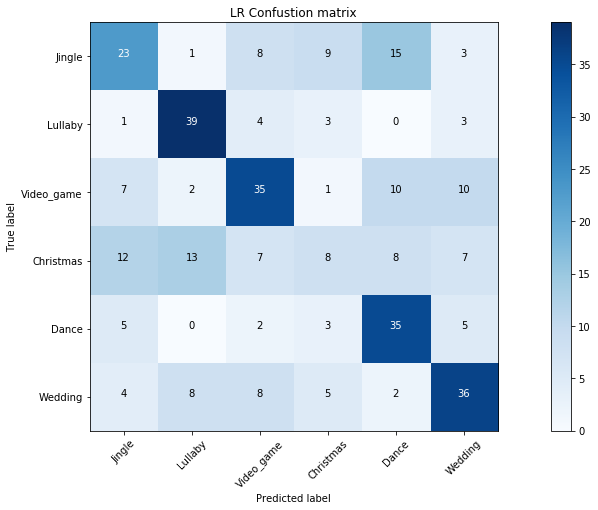 LR Confustion matrix
Jingle 23 1 8 9 15 3
Lullaby 1 39 4 3 0 3
Video_game 7 2 35 1 10 10
Christmas 12 13 7 8 8 7
Dance 5 0 2 3 35 5
Wedding 4 8 8 5 2 36
True label
Jingle Lullaby Video_game Christmas Dance Wedding
Predicted label
35
30
25
20
15
10
5
0